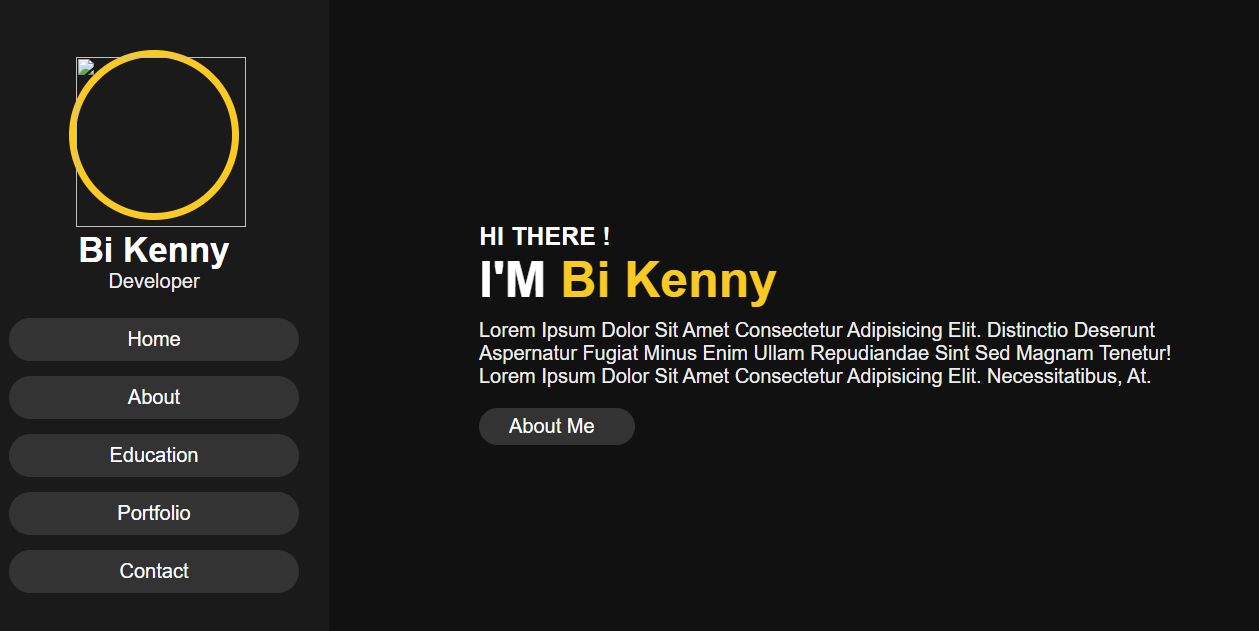 Bi Kenny
Developer
Home
About
Education
Portfolio
Contact
HI THERE !
I'M Bi Kenny
Lorem Ipsum Dolor Sit Amet Consectetur Adipisicing Elit. Distinctio Deserunt
Aspernatur Fugiat Minus Enim Ullam Repudiandae Sint Sed Magnam Tenetur!
Lorem Ipsum Dolor Sit Amet Consectetur Adipisicing Elit. Necessitatibus, At.
About Me